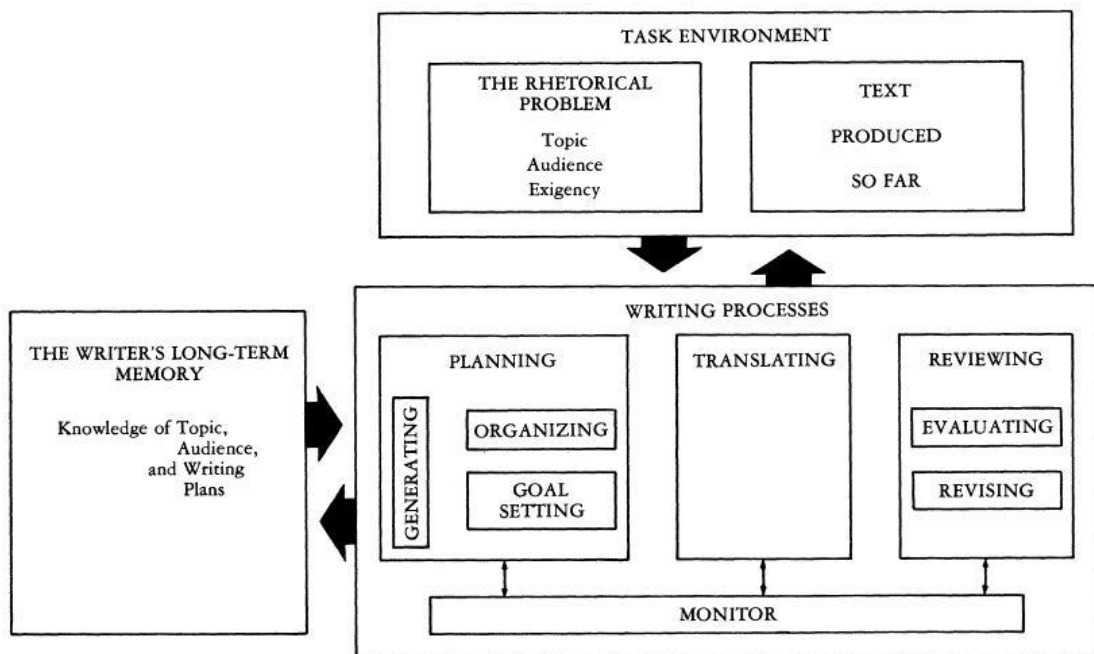 TASK ENVIRONMENT
THE RHETORICAL
PROBLEM
Topic
Audience
Exigency
TEXT
PRODUCED
SO FAR
THE WRITER'S LONG-TERM
MEMORY
Knowledge of Topic,
Audience,
and Writing
Plans
WRITING PROCESSES
PLANNING
GENERATING
ORGANIZING
GOAL
SETTING
TRANSLATING
REVIEWING
EVALUATING
REVISING
MONITOR